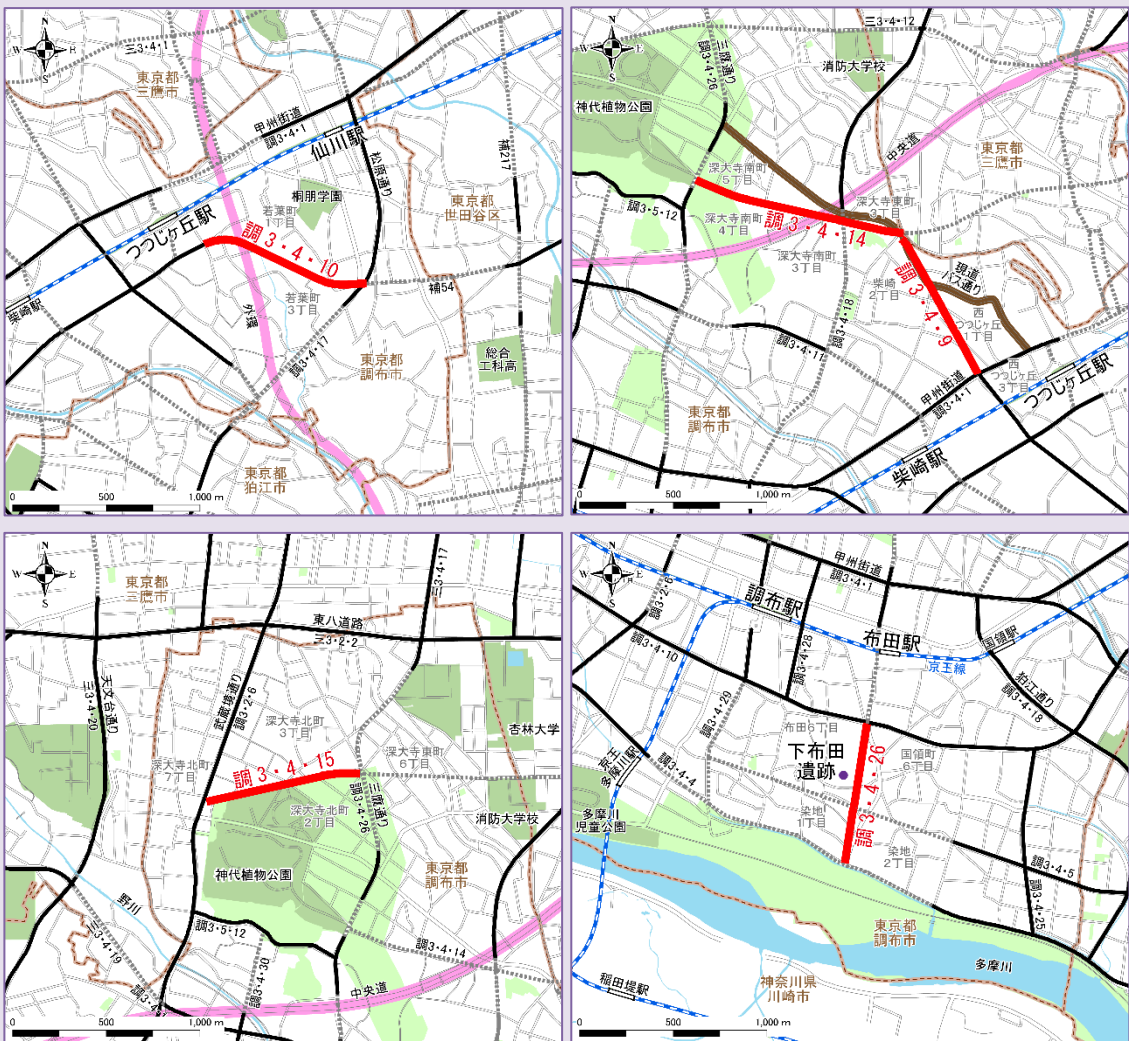 N
W
E
S
三3・4・1
東京都
三鷹市
甲州街道
調3・4・1
仙川駅
松原通り
補217
桐朋学園
東京都
世田谷区
若葉町
1丁目
つつじヶ丘駅
調3・4・10
柴崎駅
外環
若葉町
3丁目
補54
調3・4・17
東京都
調布市
総合
工科高
東京都
狛江市
0
500
1,000 m
N
W
E
S
三3・4・12
三鷹通り
調3・4・26
消防大学校
神代植物公園
中央道
東京都
三鷹市
深大寺南町
5丁目
深大寺東町
3丁目
調3・5・12
深大寺南町
4丁目
調3・4・14
深大寺南町
3丁目
柴崎
2丁目
現道
バス通り
調3・4・9
調3・4・18
西
つつじヶ丘
1丁目
調3・4・11
西
つつじヶ丘
3丁目
つつじヶ丘駅
甲州街道
調3・4・1
東京都
調布市
柴崎駅
0
500
1,000 m
N
W
E
S
東京都
三鷹市
三3・4・17
東八道路
三3・2・2
天文台通り
三3・4・20
武蔵境通り
調3・2・6
深大寺北町
3丁目
杏林大学
深大寺東町
6丁目
深大寺北町
7丁目
調3・4・15
三鷹通り
調3・4・26
深大寺北町
2丁目
消防大学校
神代植物公園
東京都
調布市
野川
三3・4・19
調3・5・12
調3・4・14
調3・4・30
中央道
0
500
1,000 m
N
W
E
S
甲州街道
調3・4・1
調3・2・6
調布駅
布田駅
国領駅
京王線
調3・4・28
調3・4・10
狛江通り
調3・4・18
調3・4・29
布田6丁目
下布田
遺跡
国領町
6丁目
京王
多摩川駅
調3・4・4
調3・4・26
多摩川
児童公園
染地
1丁目
染地
2丁目
調3・4・5
調3・4・25
東京都
調布市
多摩川
稲田堤駅
神奈川県
川崎市
0
500
1,000 m